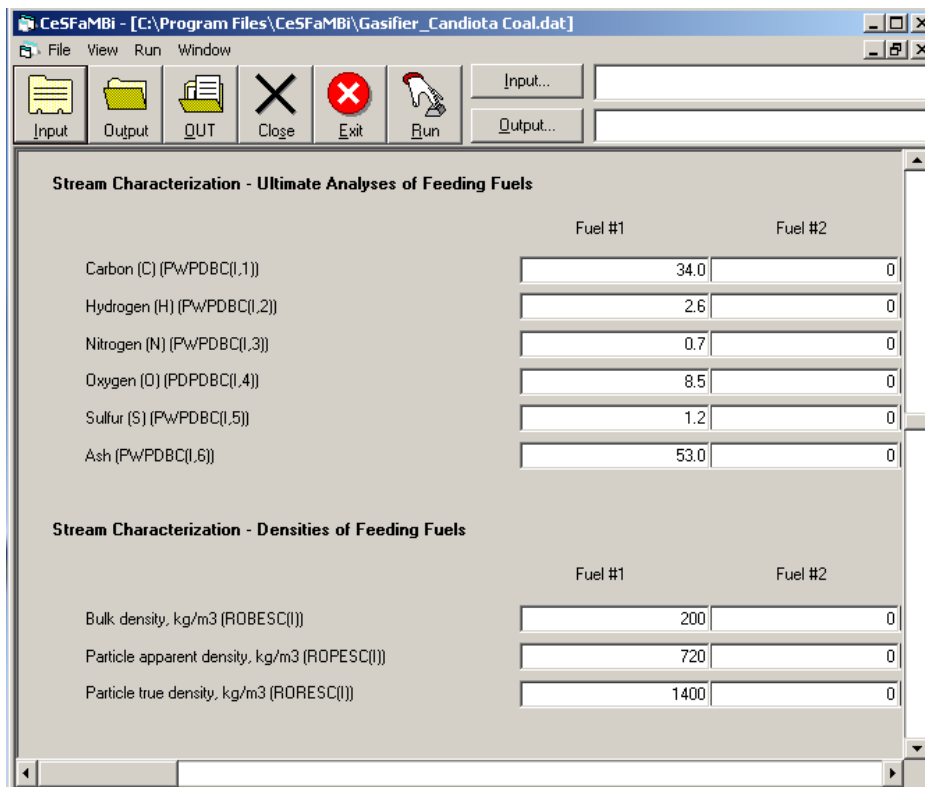 CeSFaMBi - [C:\Program Files\CeSFaMBi\Gasifier_Candiota Coal.dat]
File View Run Window
Input Output OUT Close Exit Run
Input...
Output...
Stream Characterization - Ultimate Analyses of Feeding Fuels
Fuel #1 Fuel #2
Carbon (C) (PWPDBC(I,1)) 34.0 0
Hydrogen (H) (PWPDBC(I,2)) 2.6 0
Nitrogen (N) (PWPDBC(I,3)) 0.7 0
Oxygen (O) (PDPDBC(I,4)) 8.5 0
Sulfur (S) (PWPDBC(I,5)) 1.2 0
Ash (PWPDBC(I,6)) 53.0 0
Stream Characterization - Densities of Feeding Fuels
Fuel #1 Fuel #2
Bulk density, kg/m3 (ROBESC(I)) 200 0
Particle apparent density, kg/m3 (ROPESC(I)) 720 0
Particle true density, kg/m3 (RORESC(I)) 1400 0